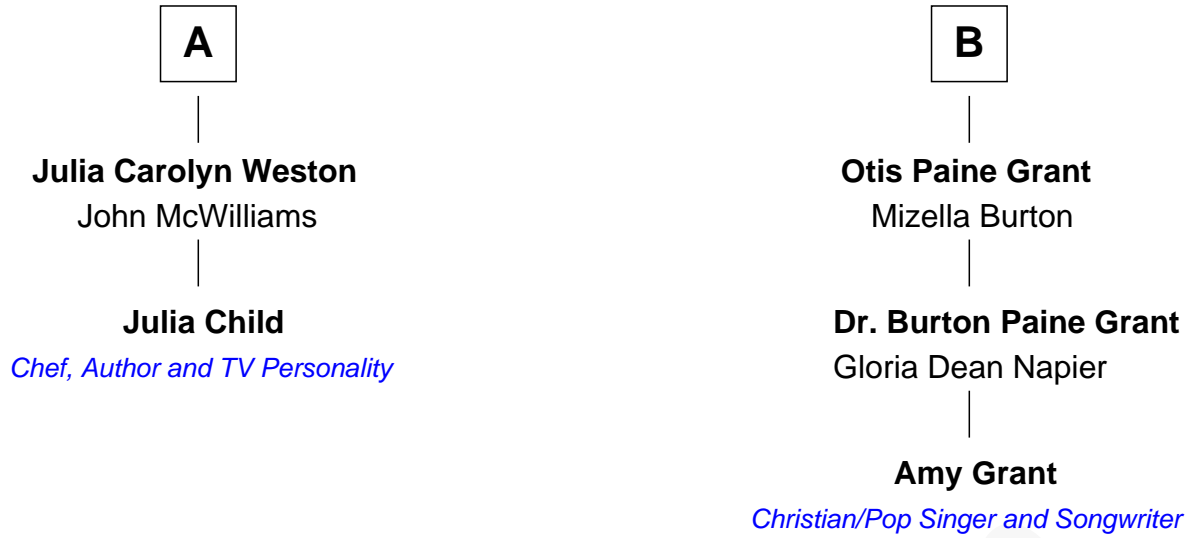 A
Julia Carolyn Weston
John McWilliams
Julia Child
Chef, Author and TV Personality
B
Otis Paine Grant
Mizella Burton
Dr. Burton Paine Grant
Gloria Dean Napier
Amy Grant
Christian/Pop Singer and Songwriter